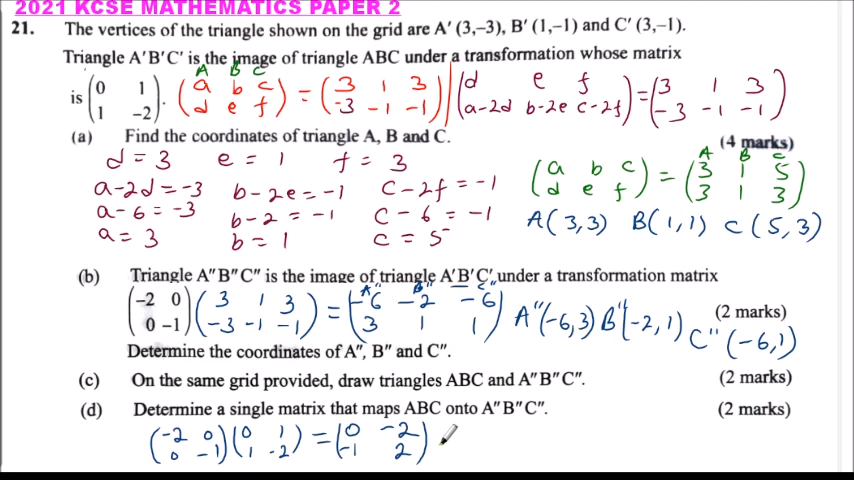 2021 KCSE MATHEMATICS PAPER 2
21. The vertices of the triangle shown on the grid are A′ (3,–3), B′ (1,–1) and C′ (3,–1).
Triangle A′B′C′ is the image of triangle ABC under a transformation whose matrix
A B C
is (0 1 / 1 -2). (a b c / d e f) = (3 1 3 / -3 -1 -1) | (d e f / a-2d b-2e c-2f) = (3 1 3 / -3 -1 -1)
(a) Find the coordinates of triangle A, B and C. (4 marks)
d = 3 e = 1 f = 3
A B C
(a b c / d e f) = (3 1 5 / 3 1 3)
a-2d = -3 b-2e = -1 c-2f = -1
a-6 = -3 b-2 = -1 c-6 = -1
A(3,3) B(1,1) C(5,3)
a = 3 b = 1 c = 5
(b) Triangle A″B″C″ is the image of triangle A′B′C′ under a transformation matrix
A" B" C"
(-2 0 / 0 -1) (3 1 3 / -3 -1 -1) = (-6 -2 -6 / 3 1 1) A"(-6,3) B"(-2,1) C"(-6,1)
(2 marks)
Determine the coordinates of A″, B″ and C″.
(c) On the same grid provided, draw triangles ABC and A″B″C″. (2 marks)
(d) Determine a single matrix that maps ABC onto A″B″C″. (2 marks)
(-2 0 / 0 -1) (0 1 / 1 -2) = (0 -2 / -1 2)